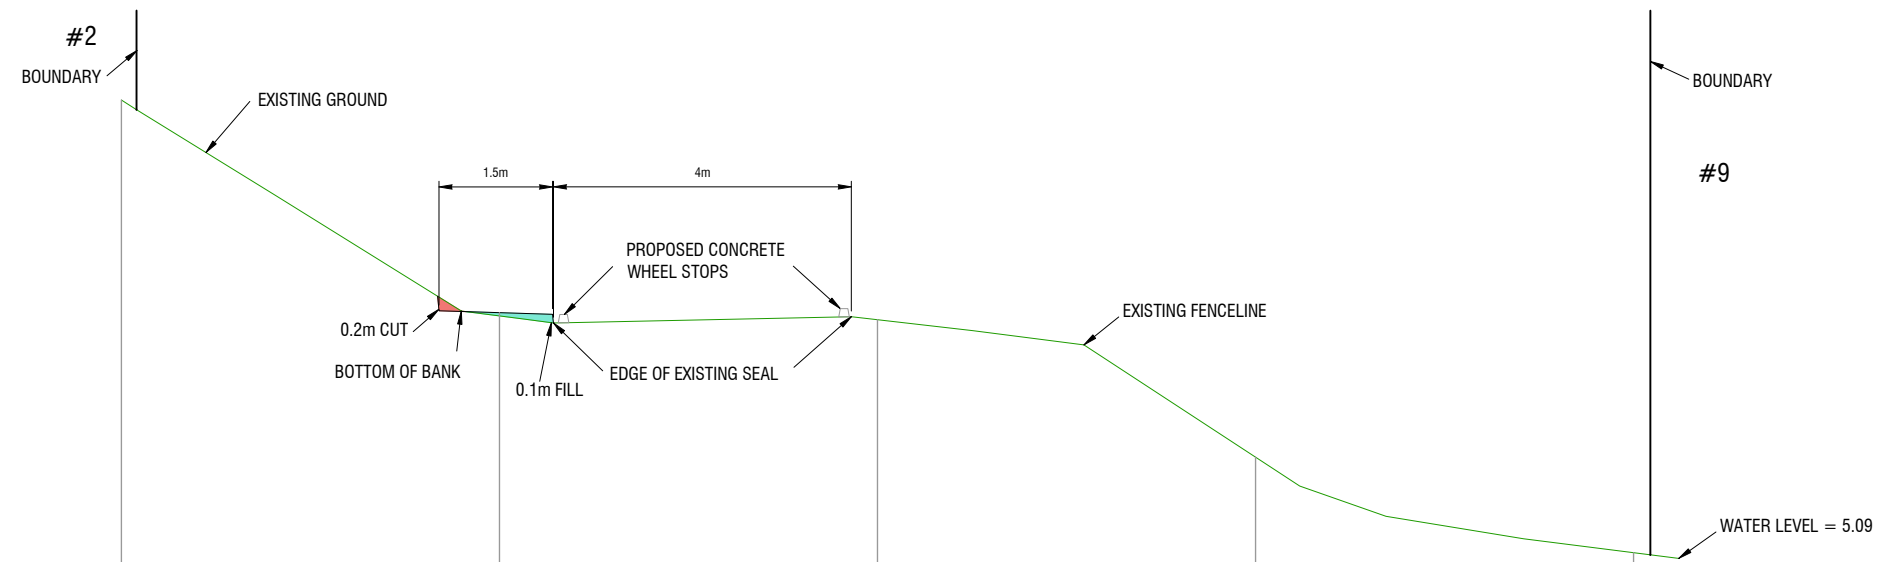 #2
BOUNDARY
EXISTING GROUND
BOUNDARY
1.5m
4m
#9
PROPOSED CONCRETE
WHEEL STOPS
EXISTING FENCELINE
0.2m CUT
BOTTOM OF BANK
EDGE OF EXISTING SEAL
0.1m FILL
WATER LEVEL = 5.09